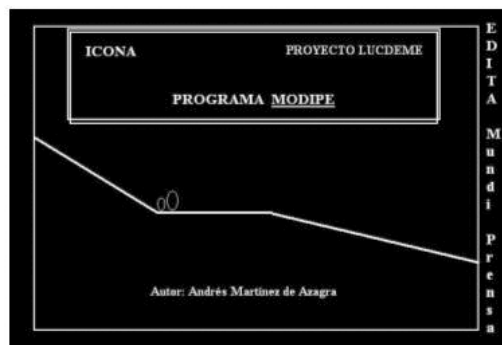 ICONA PROYECTO LUCDEME
PROGRAMA MODIPE
Autor: Andrés Martínez de Azagra
EDITA Mundi Prensa